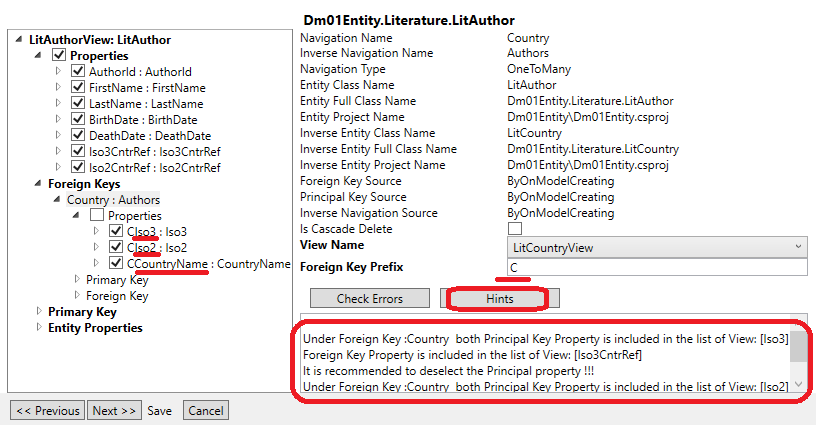 Dm01Entity.Literature.LitAuthor
LitAuthorView: LitAuthor
Properties
AuthorId : AuthorId
FirstName : FirstName
LastName : LastName
BirthDate : BirthDate
DeathDate : DeathDate
Iso3CntrRef : Iso3CntrRef
Iso2CntrRef : Iso2CntrRef
Foreign Keys
Country : Authors
Properties
CIso3 : Iso3
CIso2 : Iso2
CCountryName : CountryName
Primary Key
Foreign Key
Primary Key
Entity Properties
Navigation Name Country
Inverse Navigation Name Authors
Navigation Type OneToMany
Entity Class Name LitAuthor
Entity Full Class Name Dm01Entity.Literature.LitAuthor
Entity Project Name Dm01Entity\Dm01Entity.csproj
Inverse Entity Class Name LitCountry
Inverse Entity Full Class Name Dm01Entity.Literature.LitCountry
Inverse Entity Project Name Dm01Entity\Dm01Entity.csproj
Foreign Key Source ByOnModelCreating
Principal Key Source ByOnModelCreating
Inverse Navigation Source ByOnModelCreating
Is Cascade Delete
View Name LitCountryView
Foreign Key Prefix C
Check Errors Hints
Under Foreign Key :Country both Principal Key Property is included in the list of View: [Iso3]
Foreign Key Property is included in the list of View: [Iso3CntrRef]
It is recommended to deselect the Principal property !!!
Under Foreign Key :Country both Principal Key Property is included in the list of View: [Iso2]
<< Previous Next >> Save Cancel